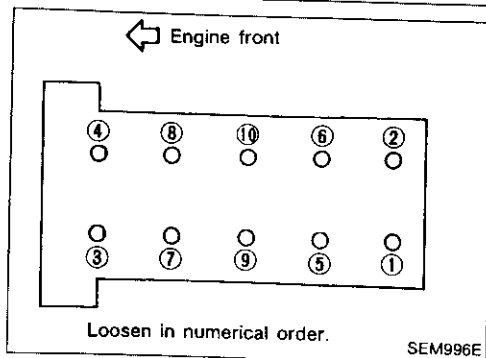 Engine front
④ ⑧ ⑩ ⑥ ②
③ ⑦ ⑨ ⑤ ①
Loosen in numerical order.
SEM996E